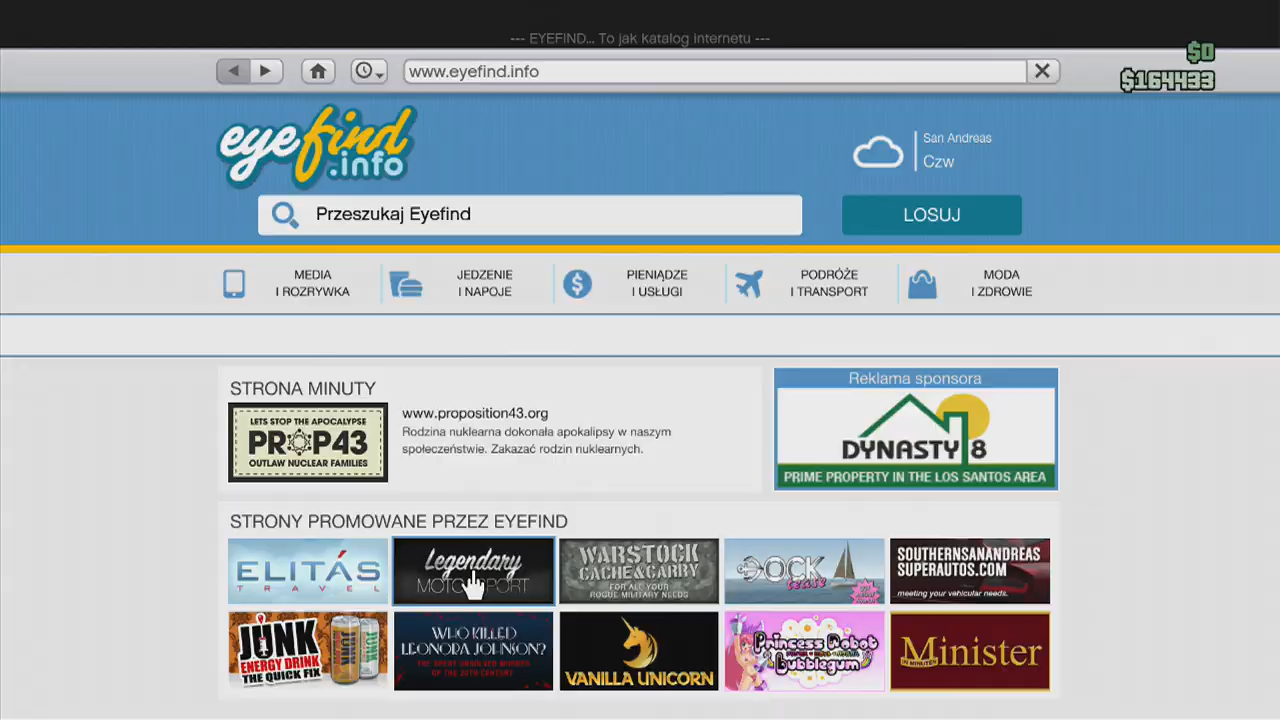 --- EYEFIND... To jak katalog internetu ---
$0
www.eyefind.info
$164433
eyefind
.info
San Andreas
Czw
Przeszukaj Eyefind
LOSUJ
MEDIA
I ROZRYWKA
JEDZENIE
I NAPOJE
PIENIĄDZE
I USŁUGI
PODRÓŻE
I TRANSPORT
MODA
I ZDROWIE
STRONA MINUTY
LETS STOP THE APOCALYPSE
PROP43
OUTLAW NUCLEAR FAMILIES
www.proposition43.org
Rodzina nuklearna dokonała apokalipsy w naszym
społeczeństwie. Zakazać rodzin nuklearnych.
Reklama sponsora
DYNASTY 8
PRIME PROPERTY IN THE LOS SANTOS AREA
STRONY PROMOWANE PRZEZ EYEFIND
ELITÁS
TRAVEL
Legendary
MOTORSPORT
WARSTOCK
CACHE & CARRY
FOR ALL YOUR
ROGUE MILITARY NEEDS
DOCK
tease
SOUTHERNSANANDREAS
SUPERAUTOS.COM
meeting your vehicular needs.
JUNK
ENERGY DRINK
THE QUICK FIX
WHO KILLED
LEONORA JOHNSON?
VANILLA UNICORN
Princess Robot
Bubblegum
Minister